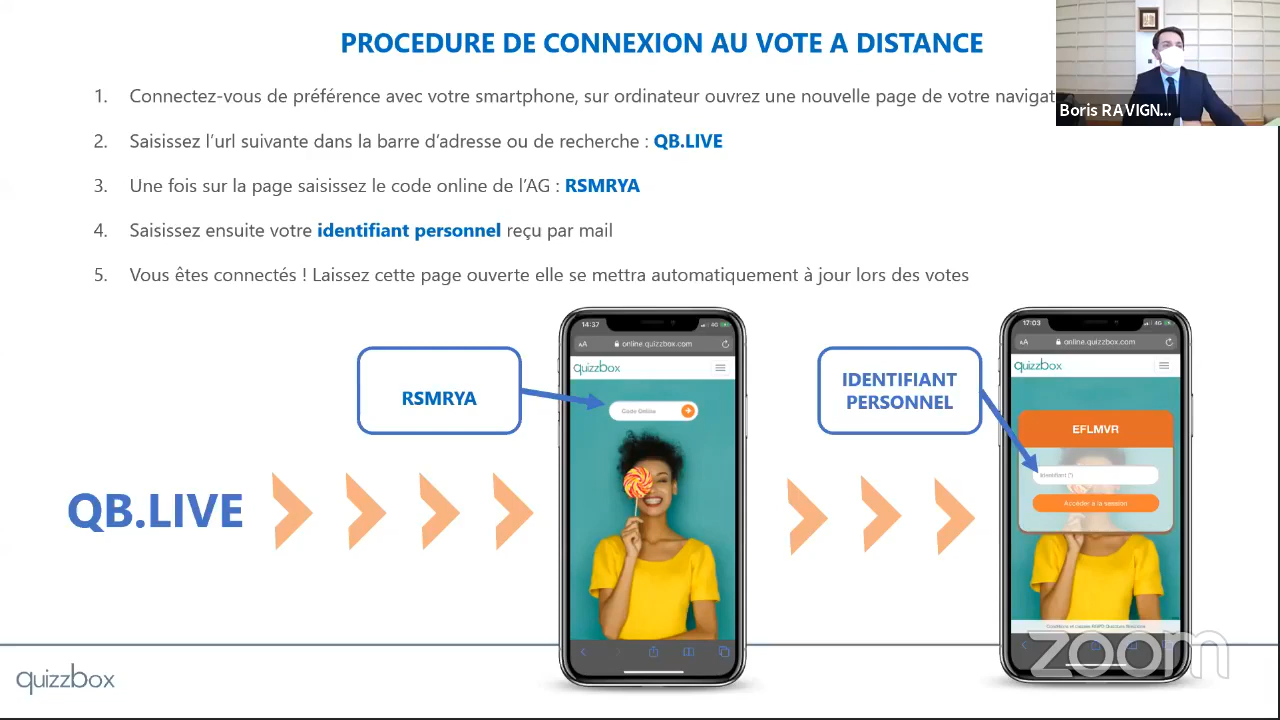 PROCEDURE DE CONNEXION AU VOTE A DISTANCE
1. Connectez-vous de préférence avec votre smartphone, sur ordinateur ouvrez une nouvelle page de votre navigat
Boris RAVIGN...
2. Saisissez l'url suivante dans la barre d'adresse ou de recherche : QB.LIVE
3. Une fois sur la page saisissez le code online de l'AG : RSMRYA
4. Saisissez ensuite votre identifiant personnel reçu par mail
5. Vous êtes connectés ! Laissez cette page ouverte elle se mettra automatiquement à jour lors des votes
RSMRYA
14:37 4G
AA online.quizzbox.com
quizzbox
Code Online
IDENTIFIANT
PERSONNEL
17:03 4G
AA online.quizzbox.com
quizzbox
EFLMVR
Identifiant (*)
Accéder à la session
QB.LIVE
zoom
quizzbox